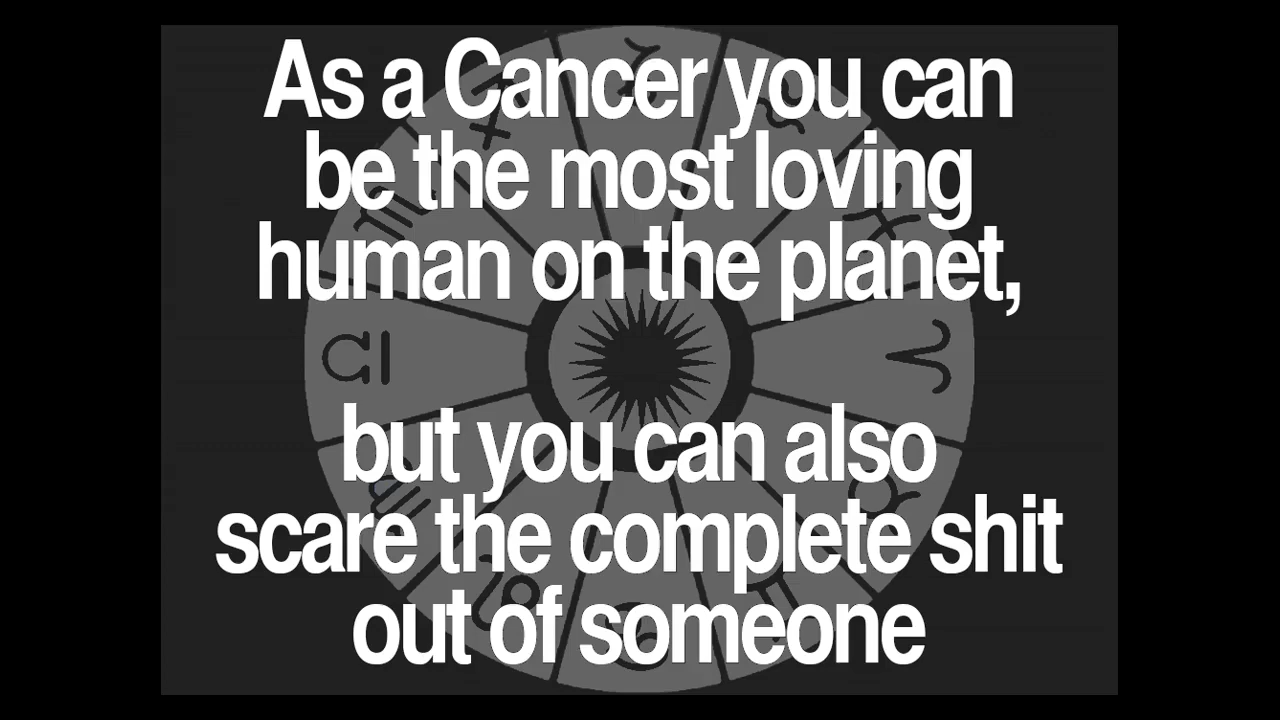 As a Cancer you can
be the most loving
human on the planet,
but you can also
scare the complete shit
out of someone